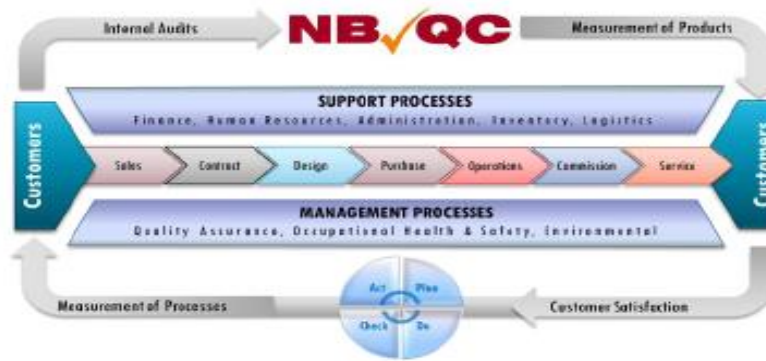 Internal Audits
NB✓QC
Measurement of Products
SUPPORT PROCESSES
Finance, Human Resources, Administration, Inventory, Logistics
Customers
Sales
Contract
Design
Purchase
Operations
Commission
Service
Customers
MANAGEMENT PROCESSES
Quality Assurance, Occupational Health & Safety, Environmental
Measurement of Processes
Act
Plan
Check
Do
Customer Satisfaction